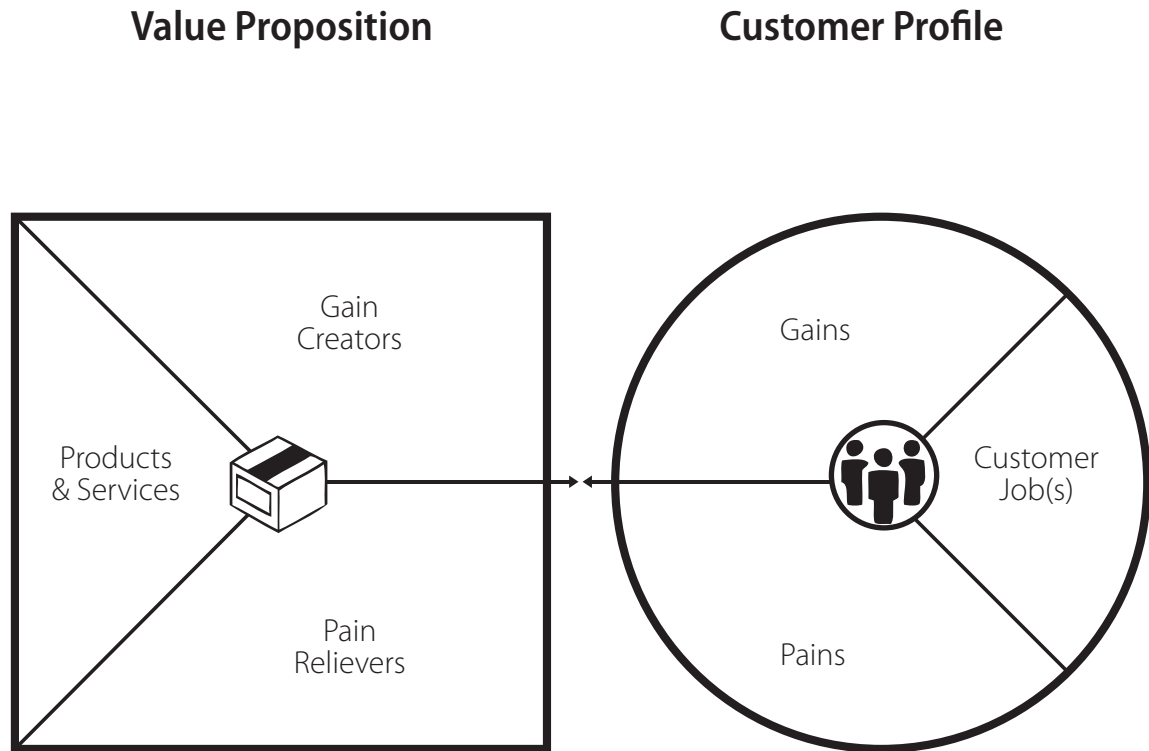 Value Proposition
Customer Profile
Gain
Creators
Products
& Services
Pain
Relievers
Gains
Customer
Job(s)
Pains